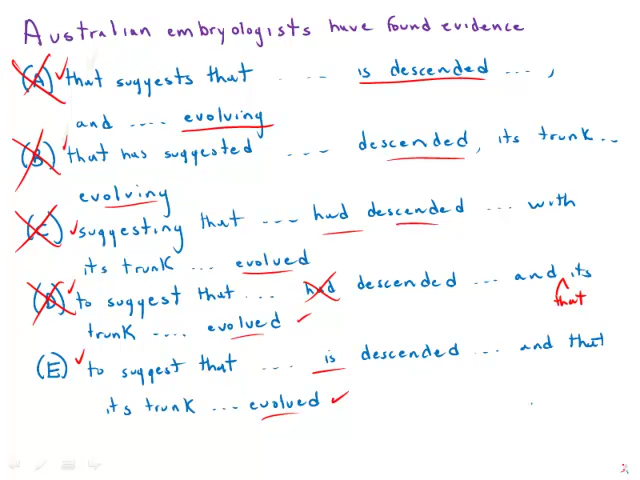 Australian embryologists have found evidence
(A) that suggests that .... is descended ...,
and .... evolving
(B) that has suggested .... descended, its trunk ..
evolving
(C) suggesting that .... had descended ... with
its trunk ... evolved
(D) to suggest that ... had descended ... and its
that
trunk .... evolved
(E) to suggest that .... is descended ... and that
its trunk ... evolved